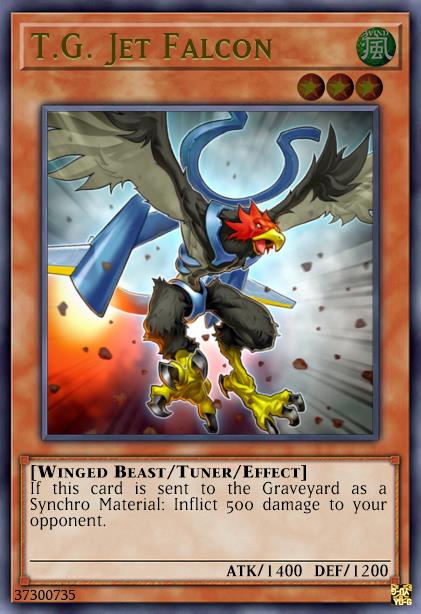 T.G. Jet Falcon
WIND
風
[Winged Beast/Tuner/Effect]
If this card is sent to the Graveyard as a
Synchro Material: Inflict 500 damage to your
opponent.
ATK/1400 DEF/1200
37300735